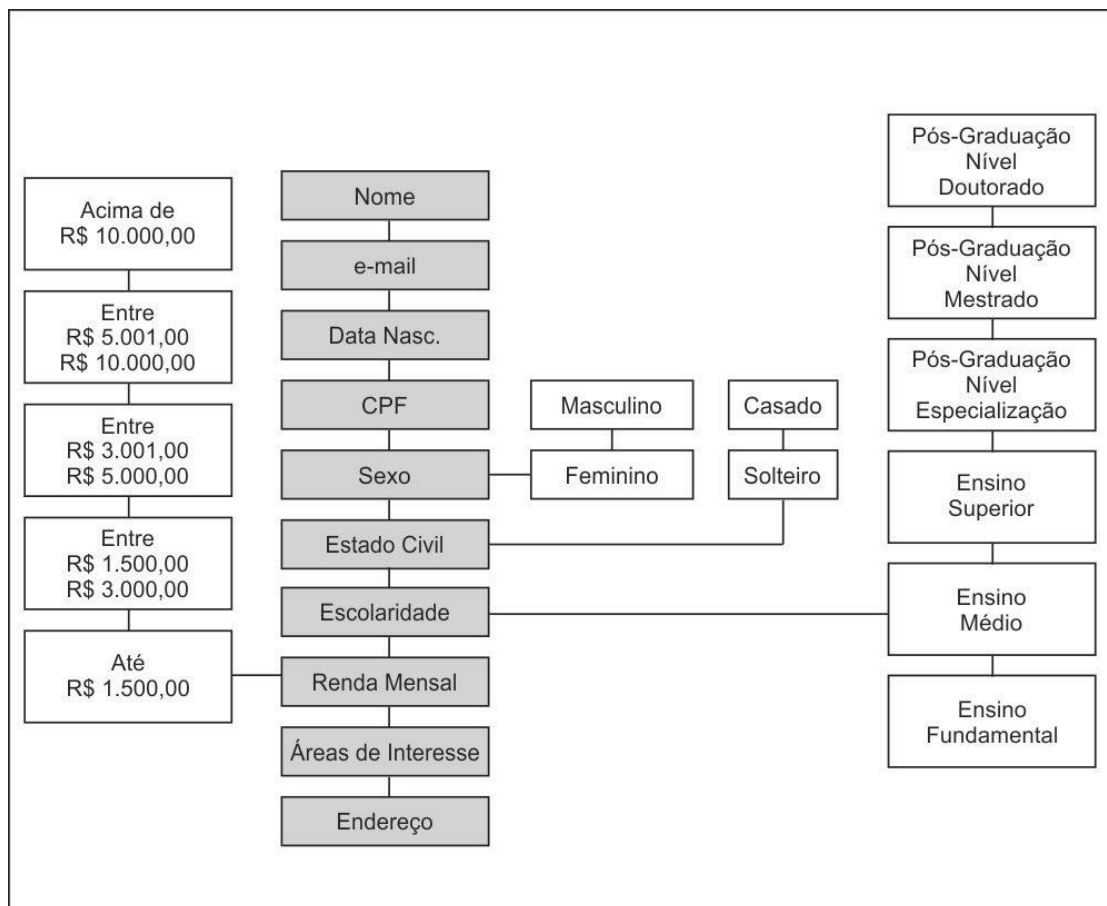 Acima de
R$ 10.000,00
Entre
R$ 5.001,00
R$ 10.000,00
Entre
R$ 3.001,00
R$ 5.000,00
Entre
R$ 1.500,00
R$ 3.000,00
Até
R$ 1.500,00
Nome
e-mail
Data Nasc.
CPF
Sexo
Estado Civil
Escolaridade
Renda Mensal
Áreas de Interesse
Endereço
Masculino
Feminino
Casado
Solteiro
Pós-Graduação
Nível
Doutorado
Pós-Graduação
Nível
Mestrado
Pós-Graduação
Nível
Especialização
Ensino
Superior
Ensino
Médio
Ensino
Fundamental